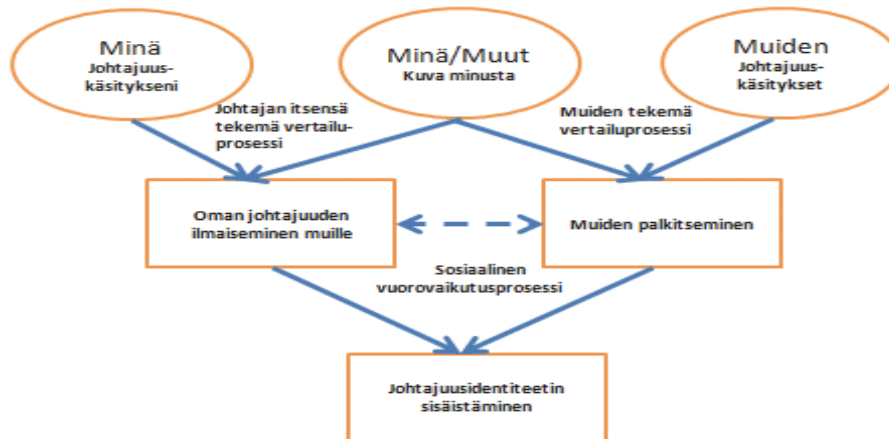 Minä
Johtajuus-
käsitykseni
Minä/Muut
Kuva minusta
Muiden
Johtajuus-
käsitykset
Johtajan itsensä
tekemä vertailu-
prosessi
Muiden tekemä
vertailuprosessi
Oman johtajuuden
ilmaiseminen muille
Muiden palkitseminen
Sosiaalinen
vuorovaikutusprosessi
Johtajuusidentiteetin
sisäistäminen